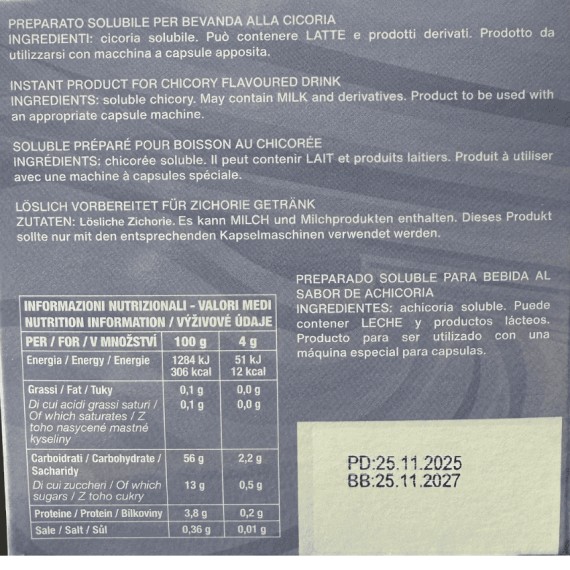 PREPARATO SOLUBILE PER BEVANDA ALLA CICORIA
INGREDIENTI: cicoria solubile. Può contenere LATTE e prodotti derivati. Prodotto da
utilizzarsi con macchina a capsule apposita.
INSTANT PRODUCT FOR CHICORY FLAVOURED DRINK
INGREDIENTS: soluble chicory. May contain MILK and derivatives. Product to be used with
an appropriate capsule machine.
SOLUBLE PRÉPARÉ POUR BOISSON AU CHICORÉE
INGRÉDIENTS: chicorée soluble. Il peut contenir LAIT et produits laitiers. Produit à utiliser
avec une machine à capsules spéciale.
LÖSLICH VORBEREITET FÜR ZICHORIE GETRÄNK
ZUTATEN: Lösliche Zichorie. Es kann MILCH und Milchprodukten enthalten. Dieses Produkt
sollte nur mit den entsprechenden Kapselmaschinen verwendet werden.
PREPARADO SOLUBLE PARA BEBIDA AL
SABOR DE ACHICORIA
INGREDIENTES: achicoria soluble. Puede
contener LECHE y productos lácteos.
Producto para ser utilizado con una
máquina especial para capsulas.
INFORMAZIONI NUTRIZIONALI - VALORI MEDI
NUTRITION INFORMATION / VÝŽIVOVÉ ÚDAJE
PER / FOR / V MNOŽSTVÍ 100 g 4 g
Energia / Energy / Energie 1284 kJ 51 kJ
306 kcal 12 kcal
Grassi / Fat / Tuky 0,1 g 0,0 g
Di cui acidi grassi saturi / 0,1 g 0,0 g
Of which saturates / Z
toho nasycené mastné
kyseliny
Carboidrati / Carbohydrate / 56 g 2,2 g
Sacharidy
Di cui zuccheri / Of which 13 g 0,5 g
sugars / Z toho cukry
Proteine / Protein / Bílkoviny 3,8 g 0,2 g
Sale / Salt / Sůl 0,36 g 0,01 g
PD:25.11.2025
BB:25.11.2027